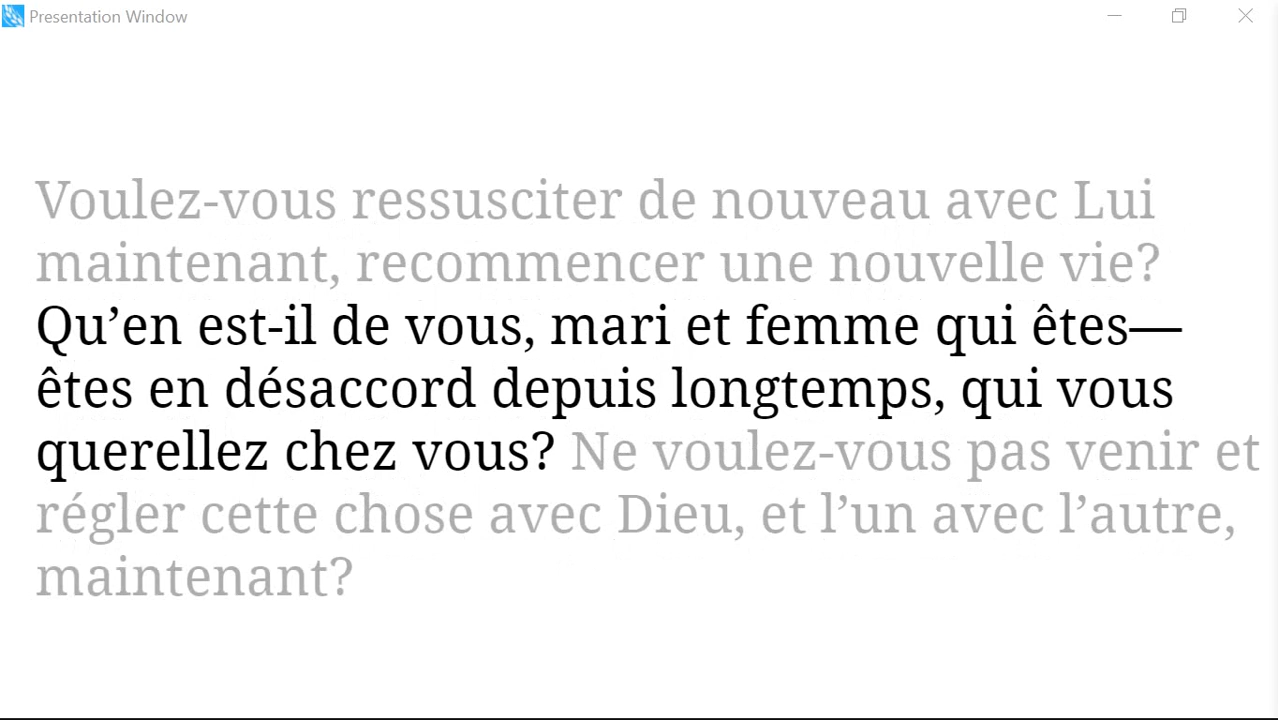 Presentation Window
Voulez-vous ressusciter de nouveau avec Lui
maintenant, recommencer une nouvelle vie?
Qu’en est-il de vous, mari et femme qui êtes—
êtes en désaccord depuis longtemps, qui vous
querellez chez vous? Ne voulez-vous pas venir et
régler cette chose avec Dieu, et l’un avec l’autre,
maintenant?